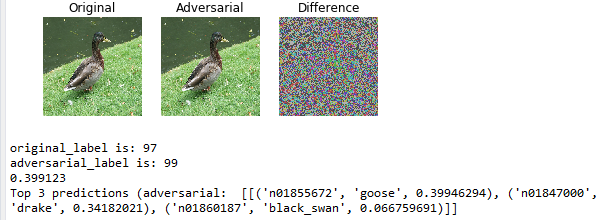 Original Adversarial Difference
original_label is: 97
adversarial_label is: 99
0.399123
Top 3 predictions (adversarial:  [[('n01855672', 'goose', 0.39946294), ('n01847000',
'drake', 0.34182021), ('n01860187', 'black_swan', 0.066759691)]]